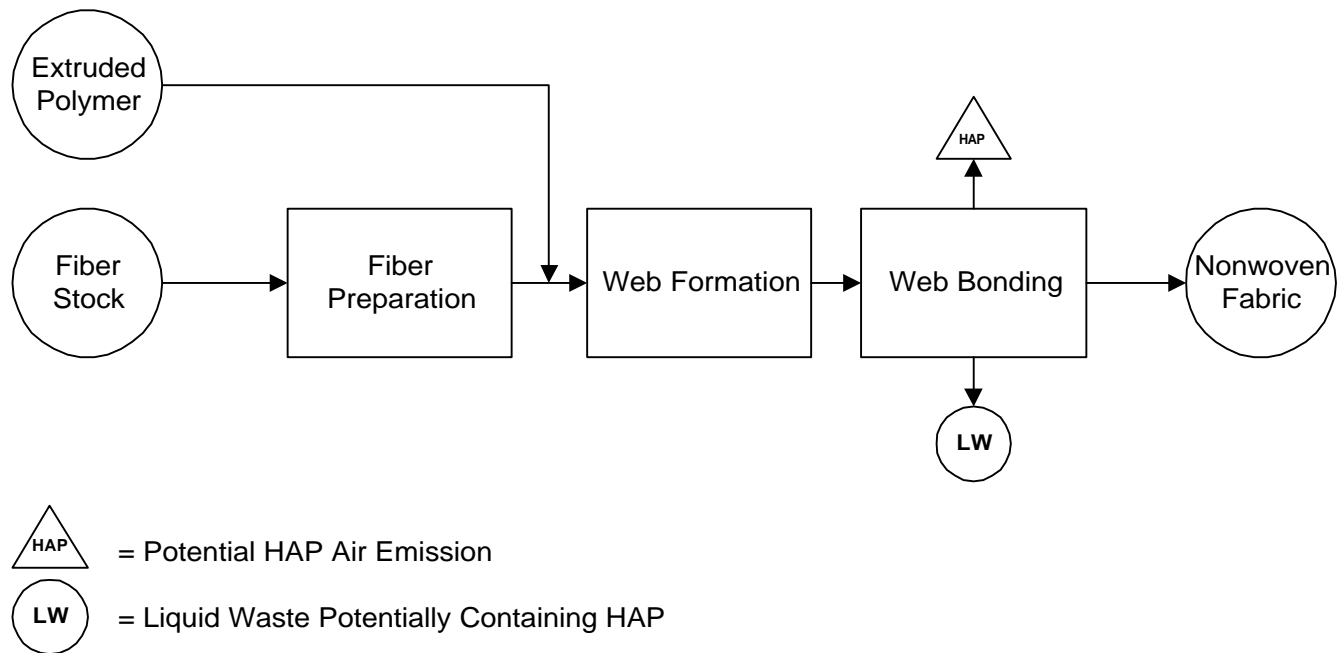 Extruded
Polymer
HAP
Fiber
Stock
Fiber
Preparation
Web Formation
Web Bonding
Nonwoven
Fabric
LW
HAP
= Potential HAP Air Emission
LW
= Liquid Waste Potentially Containing HAP